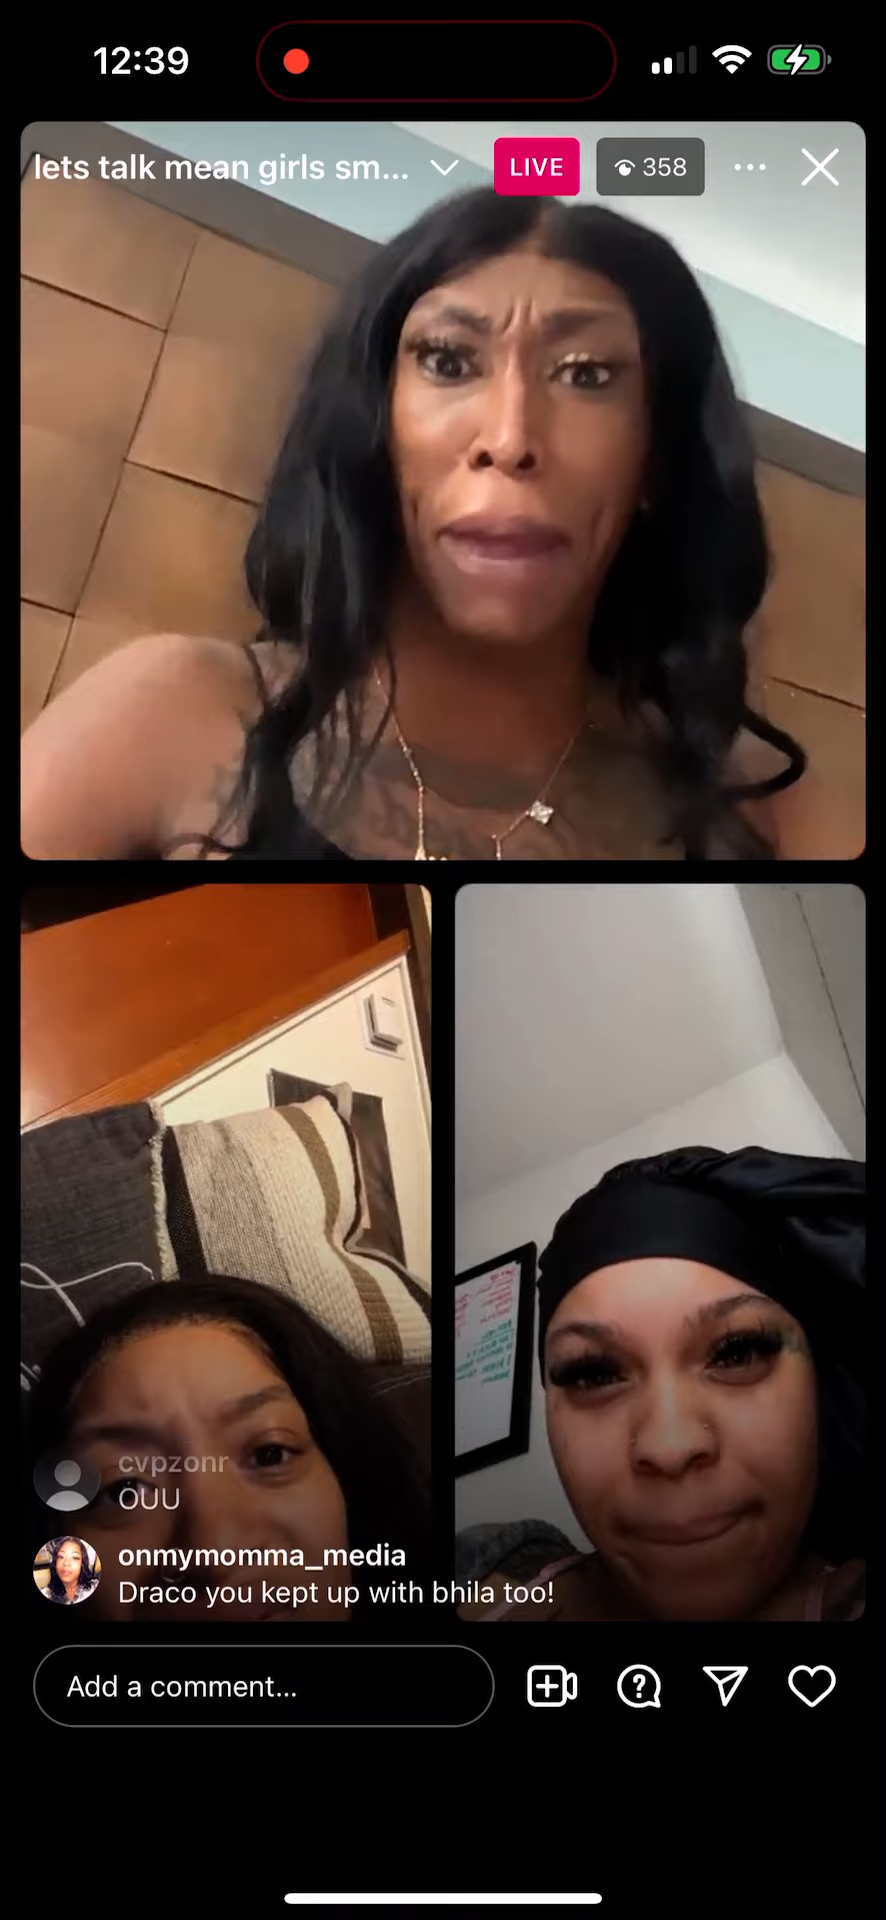 12:39
lets talk mean girls sm...
LIVE
358
cvpzonr
OUU
onmymomma_media
Draco you kept up with bhila too!
Add a comment...